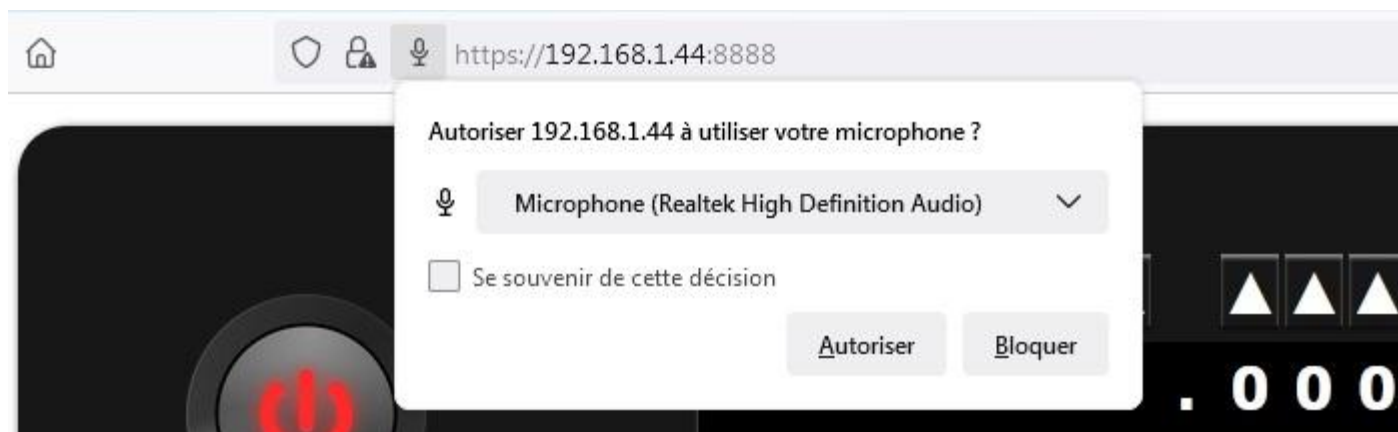 https://192.168.1.44:8888
Autoriser 192.168.1.44 à utiliser votre microphone ?
Microphone (Realtek High Definition Audio)
Se souvenir de cette décision
Autoriser Bloquer
. 0 0 0